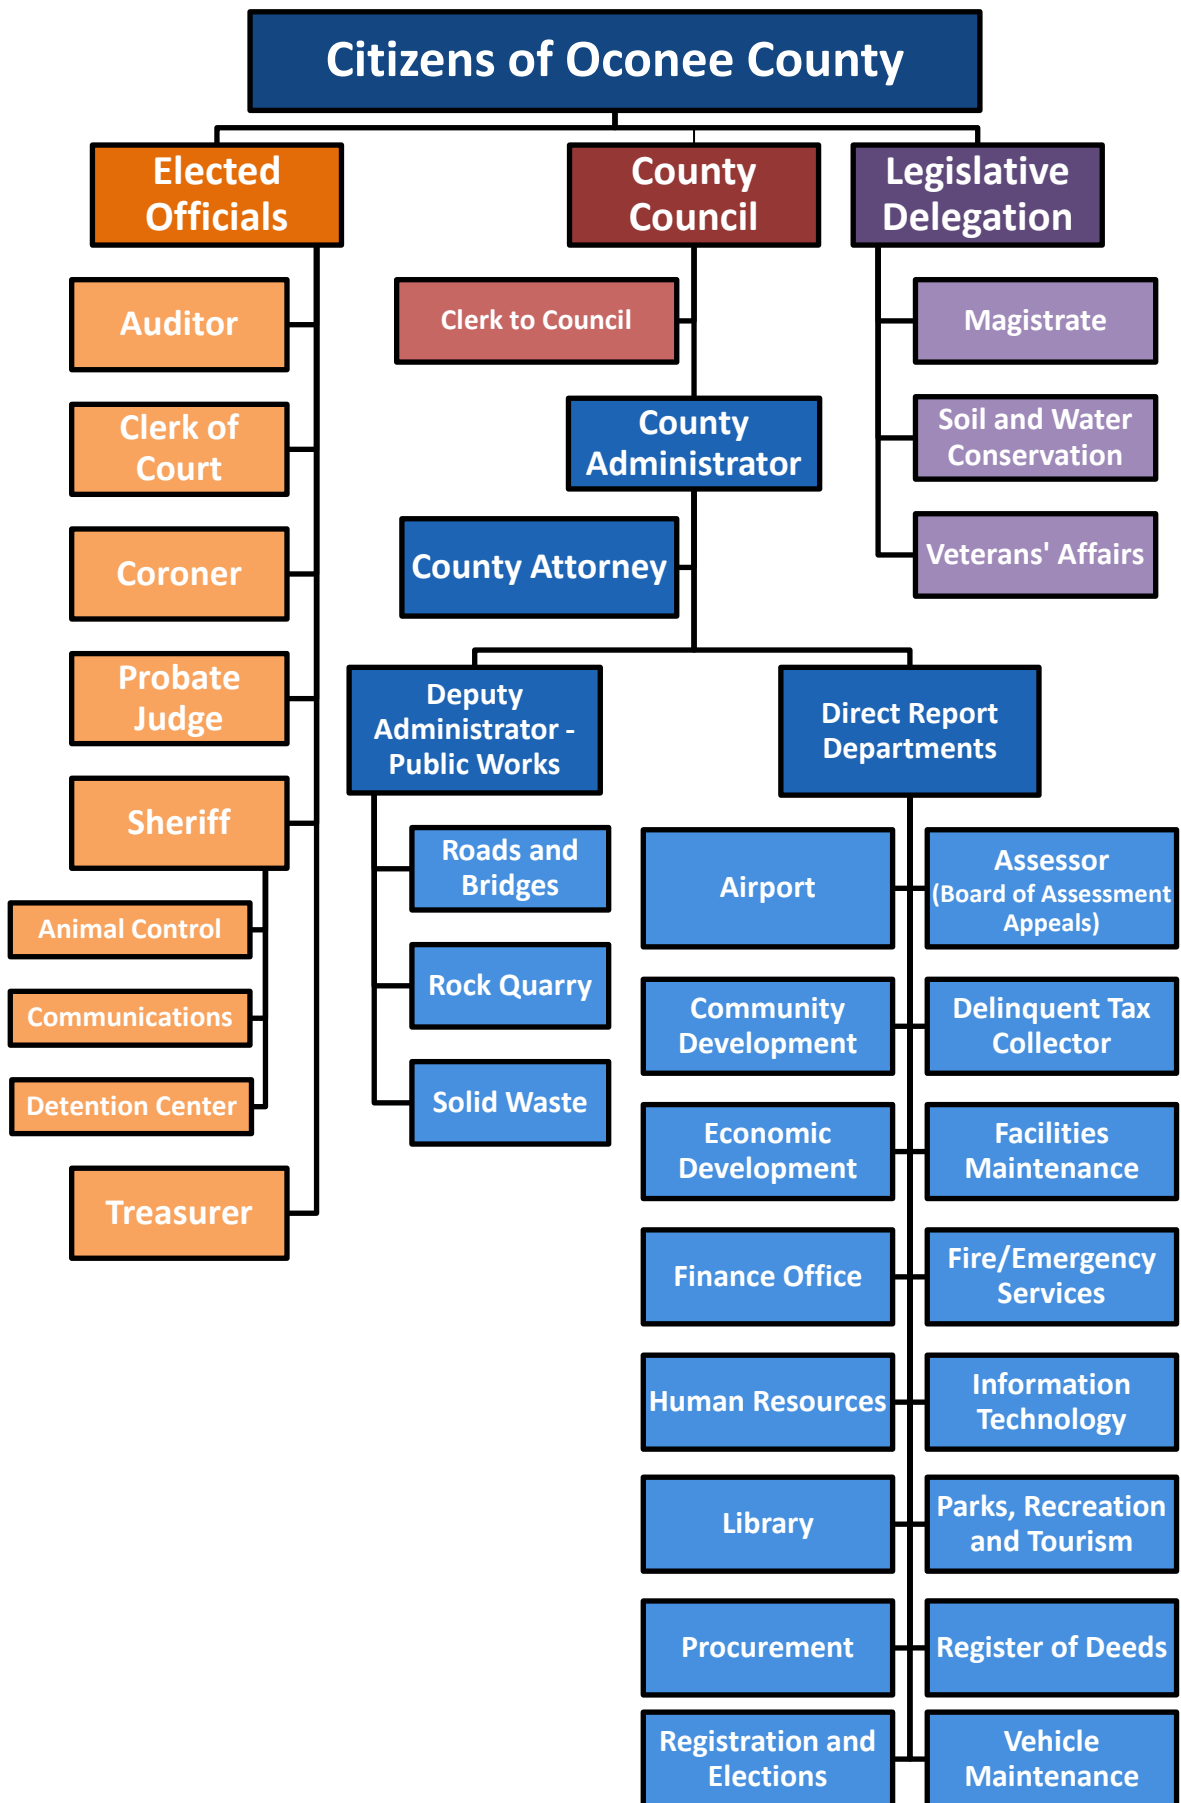 Citizens of Oconee County
Elected
Officials
County
Council
Legislative
Delegation
Auditor
Clerk of
Court
Coroner
Probate
Judge
Sheriff
Animal Control
Communications
Detention Center
Treasurer
Clerk to Council
County
Administrator
County Attorney
Magistrate
Soil and Water
Conservation
Veterans' Affairs
Deputy
Administrator -
Public Works
Roads and
Bridges
Rock Quarry
Solid Waste
Direct Report
Departments
Airport
Assessor
(Board of Assessment
Appeals)
Community
Development
Delinquent Tax
Collector
Economic
Development
Facilities
Maintenance
Finance Office
Fire/Emergency
Services
Human Resources
Information
Technology
Library
Parks, Recreation
and Tourism
Procurement
Register of Deeds
Registration and
Elections
Vehicle
Maintenance